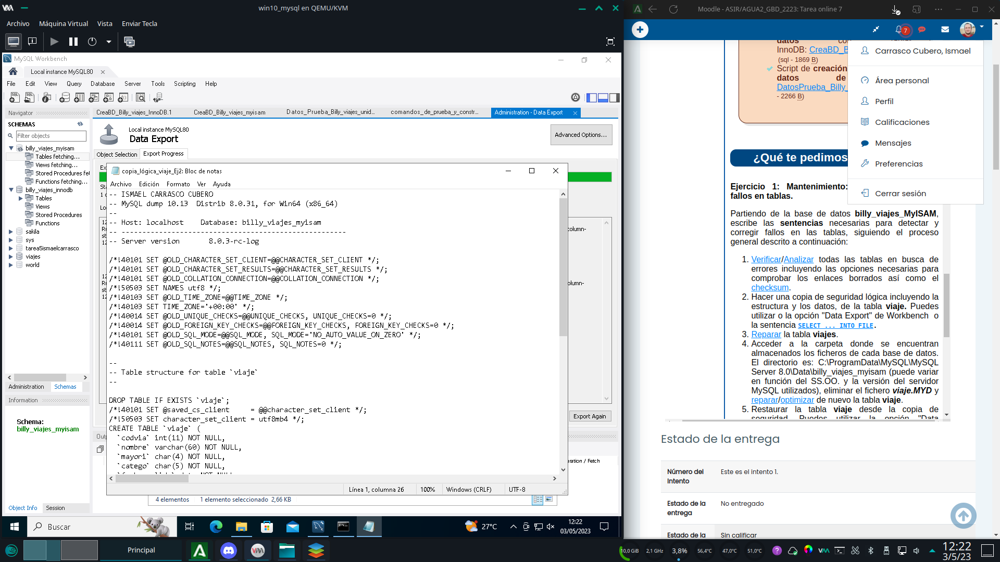 win10_mysql en QEMU/KVM
Archivo Máquina Virtual Vista Enviar Tecla
MySQL Workbench
Local instance MySQL80
File Edit View Query Database Server Tools Scripting Help
Navigator
SCHEMAS
Filter objects
billy_viajes_myisam
Tables fetching...
Views fetching...
Stored Procedures fet
Functions fetching...
billy_viajes_innodb
Tables
Views
Stored Procedures
Functions
sakila
sys
tarea5ismaelcarrasco
viajes
world
Administration Schemas
Information
Schema:
billy_viajes_myisam
Object Info Session
CreaBD_Billy_viajes_InnoDB.1 CreaBD_Billy_viajes_myisam Datos_Prueba_Billy_viajes_unid... comandos_de_prueba_y_constr... Administration - Data Export
Local instance MySQL80
Data Export
Advanced Options...
Object Selection Export Progress
copia_lógica_viaje_Ej2: Bloc de notas
Archivo Edición Formato Ver Ayuda
-- ISMAEL CARRASCO CUBERO
-- MySQL dump 10.13  Distrib 8.0.31, for Win64 (x86_64)
--
-- Host: localhost    Database: billy_viajes_myisam
-- ------------------------------------------------------
-- Server version       8.0.3-rc-log
/*!40101 SET @OLD_CHARACTER_SET_CLIENT=@@CHARACTER_SET_CLIENT */;
/*!40101 SET @OLD_CHARACTER_SET_RESULTS=@@CHARACTER_SET_RESULTS */;
/*!40101 SET @OLD_COLLATION_CONNECTION=@@COLLATION_CONNECTION */;
/*!50503 SET NAMES utf8 */;
/*!40103 SET @OLD_TIME_ZONE=@@TIME_ZONE */;
/*!40103 SET TIME_ZONE='+00:00' */;
/*!40014 SET @OLD_UNIQUE_CHECKS=@@UNIQUE_CHECKS, UNIQUE_CHECKS=0 */;
/*!40014 SET @OLD_FOREIGN_KEY_CHECKS=@@FOREIGN_KEY_CHECKS, FOREIGN_KEY_CHECKS=0 */;
/*!40101 SET @OLD_SQL_MODE=@@SQL_MODE, SQL_MODE='NO_AUTO_VALUE_ON_ZERO' */;
/*!40111 SET @OLD_SQL_NOTES=@@SQL_NOTES, SQL_NOTES=0 */;
--
-- Table structure for table `viaje`
--
DROP TABLE IF EXISTS `viaje`;
/*!40101 SET @saved_cs_client     = @@character_set_client */;
/*!50503 SET character_set_client = utf8mb4 */;
CREATE TABLE `viaje` (
`codvia` int(11) NOT NULL,
`nombre` varchar(60) NOT NULL,
`mayori` char(4) NOT NULL,
`catego` char(5) NOT NULL,
Línea 1, columna 26 100% Windows (CRLF) UTF-8
column-
column-
Export Again
ration / Fetch
4 elementos 1 elemento seleccionado 2,66 KB
Buscar
27°C
12:22
03/05/2023
Principal
Moodle - ASIR/AGUA2_GBD_2223: Tarea online 7
7
datos co
InnoDB: CreaBD_B
(sql - 1869 B)
Script de creación
datos de
DatosPrueba_Billy_
- 2266 B)
Carrasco Cubero, Ismael
Área personal
Perfil
Calificaciones
Mensajes
Preferencias
Cerrar sesión
¿Qué te pedimos
Ejercicio 1: Mantenimiento:
fallos en tablas.
Partiendo de la base de datos billy_viajes_MyISAM,
escribe las sentencias necesarias para detectar y
corregir fallos en las tablas, siguiendo el proceso
general descrito a continuación:
1. Verificar/Analizar todas las tablas en busca de
errores incluyendo las opciones necesarias para
comprobar los enlaces borrados así como el
checksum.
2. Hacer una copia de seguridad lógica incluyendo la
estructura y los datos, de la tabla viaje. Puedes
utilizar o la opción "Data Export" de Workbench o
la sentencia SELECT ... INTO FILE.
3. Reparar la tabla viajes.
4. Acceder a la carpeta donde se encuentran
almacenados los ficheros de cada base de datos.
El directorio es: C:\ProgramData\MySQL\MySQL
Server 8.0\Data\billy_viajes_myisam (puede variar
en función del SS.OO. y la versión del servidor
MySQL utilizados), eliminar el fichero viaje.MYD y
reparar/optimizar de nuevo la tabla viaje.
5. Restaurar la tabla viaje desde la copia de
seguridad. Puedes utilizar la opción "Data
Estado de la entrega
Número del
intento
Este es el intento 1.
Estado de la
entrega
No entregado
Estado de la
Sin calificar
10,0 GiB 2,1 GHz 3,8% 56,4°C 47,0°C 51,0°C
12:22
3/5/23